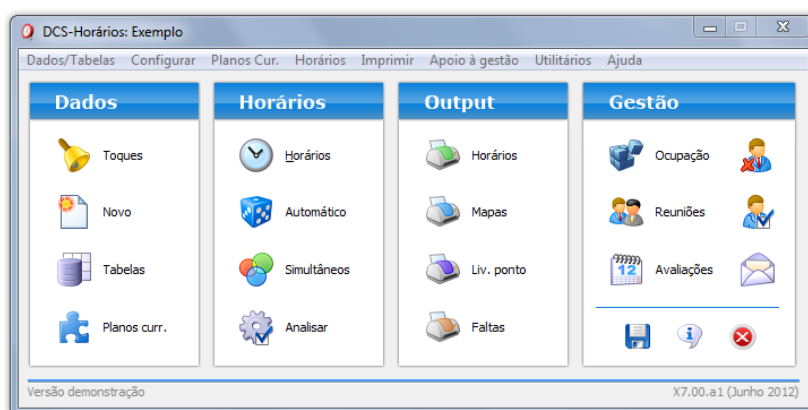 DCS-Horários: Exemplo
Dados/Tabelas Configurar Planos Cur. Horários Imprimir Apoio à gestão Utilitários Ajuda
Dados
Toques
Novo
Tabelas
Planos curr.
Horários
Horários
Automático
Simultâneos
Analisar
Output
Horários
Mapas
Liv. ponto
Faltas
Gestão
Ocupação
Reuniões
12
Avaliações
Versão demonstração
X7.00.a1 (Junho 2012)